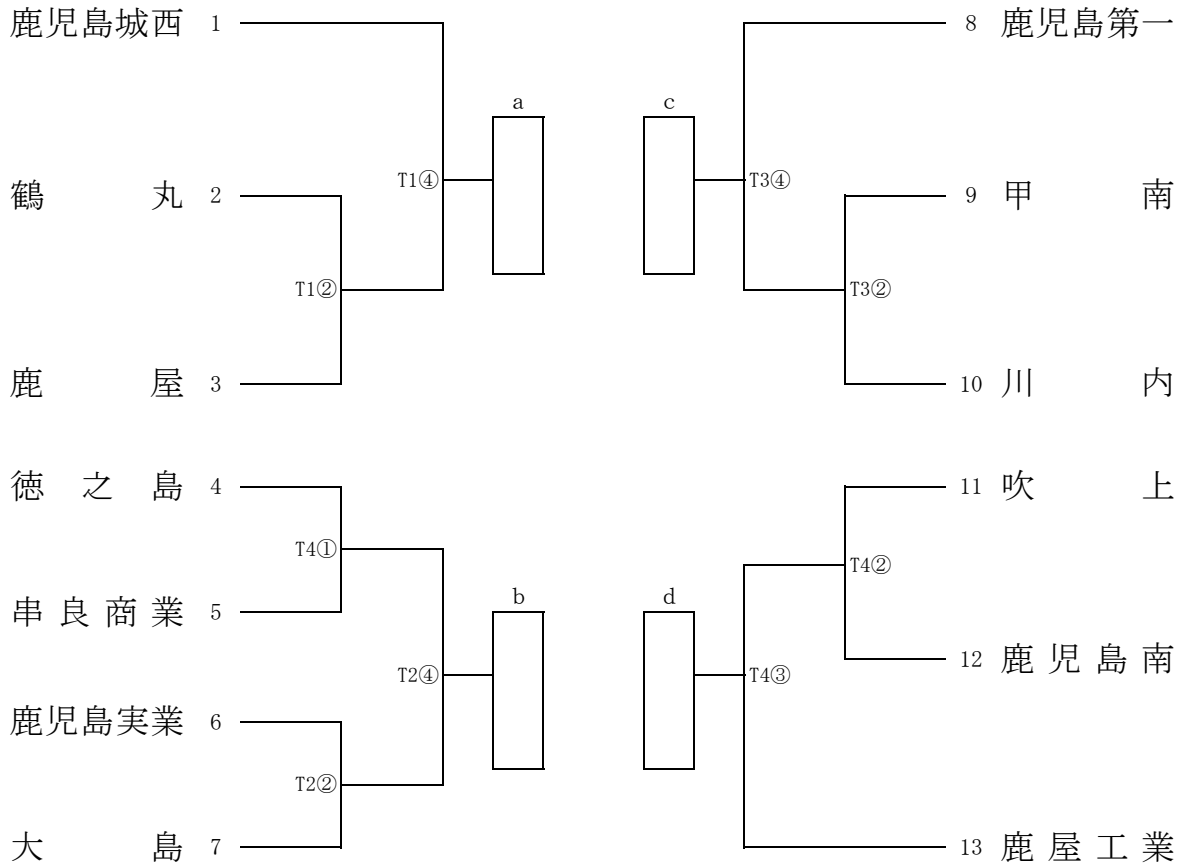 鹿児島城西 1
8 鹿児島第一
a
c
T1④
T3④
鶴丸 2
9 甲南
T1②
T3②
鹿屋 3
10 川内
徳之島 4
11 吹上
T4①
T4②
串良商業 5
b
d
12 鹿児島南
T2④
T4③
鹿児島実業 6
T2②
大島 7
13 鹿屋工業